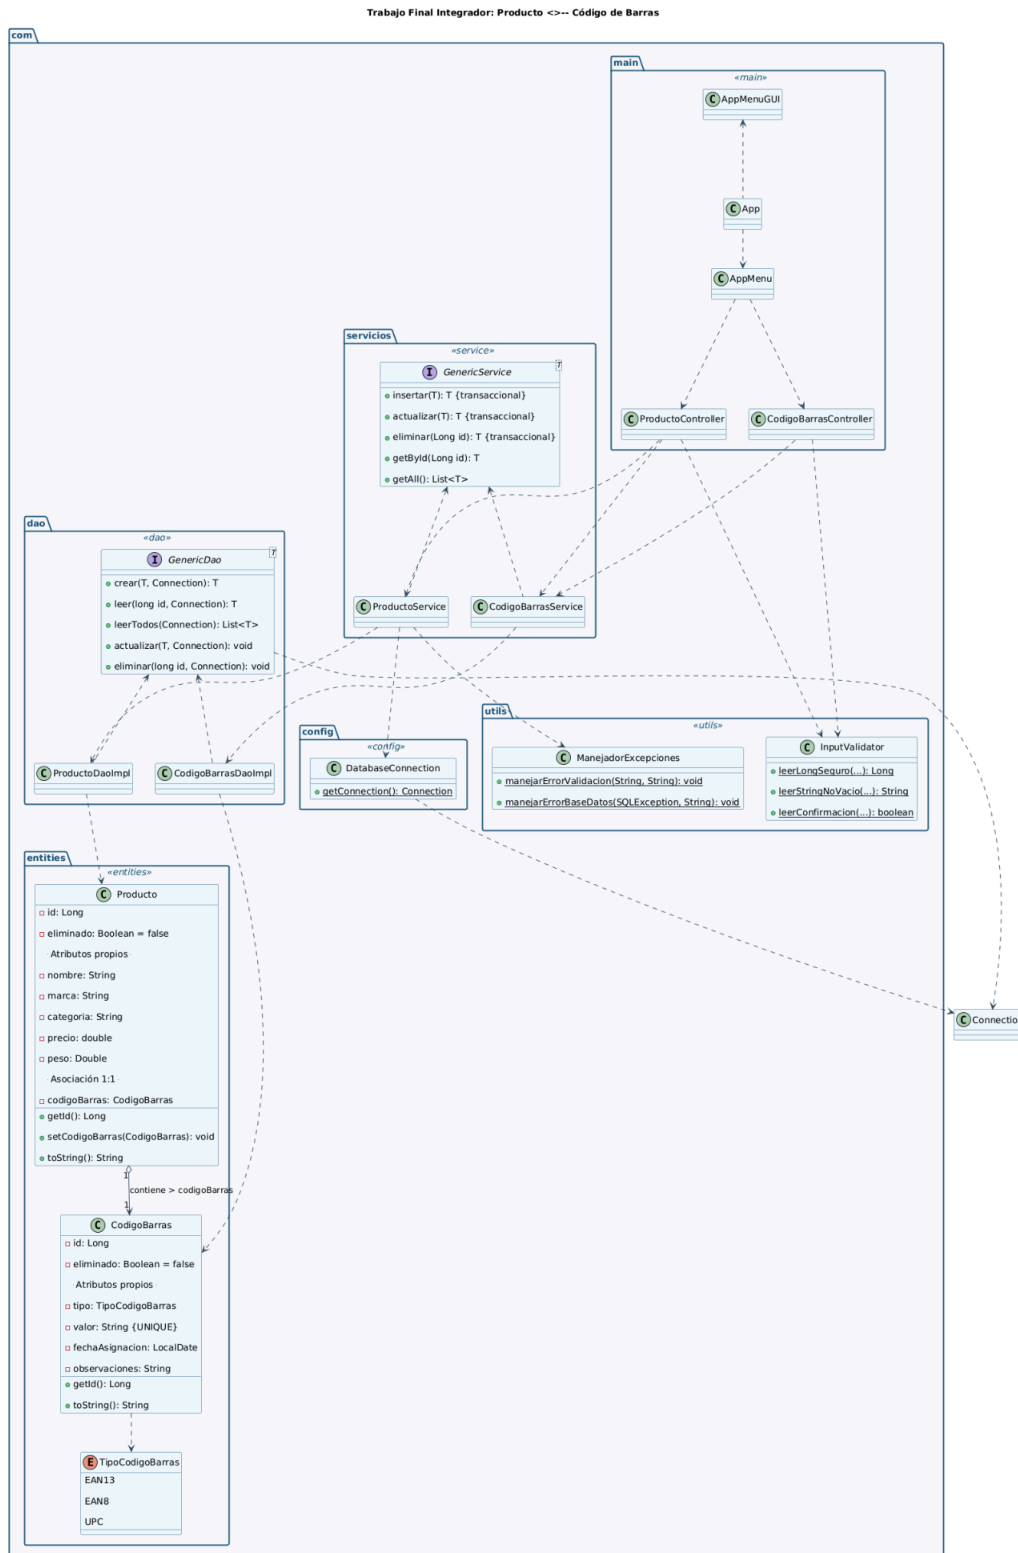 Trabajo Final Integrador: Producto <>-- Código de Barras
com
main
«main»
C AppMenuGUI
C App
C AppMenu
C ProductoController
C CodigoBarrasController
servicios
«service»
I GenericService T
insertar(T): T {transaccional}
actualizar(T): T {transaccional}
eliminar(Long id): T {transaccional}
getById(Long id): T
getAll(): List<T>
C ProductoService
C CodigoBarrasService
dao
«dao»
I GenericDao T
crear(T, Connection): T
leer(long id, Connection): T
leerTodos(Connection): List<T>
actualizar(T, Connection): void
eliminar(long id, Connection): void
C ProductoDaoImpl
C CodigoBarrasDaoImpl
config
«config»
C DatabaseConnection
getConnection(): Connection
utils
«utils»
C ManejadorExcepciones
manejarErrorValidacion(String, String): void
manejarErrorBaseDatos(SQLException, String): void
C InputValidator
leerLongSeguro(...): Long
leerStringNoVacio(...): String
leerConfirmacion(...): boolean
C Connectio
entities
«entities»
C Producto
id: Long
eliminado: Boolean = false
Atributos propios
nombre: String
marca: String
categoria: String
precio: double
peso: Double
Asociación 1:1
codigoBarras: CodigoBarras
getId(): Long
setCodigoBarras(CodigoBarras): void
toString(): String
1
contiene > codigoBarras
1
C CodigoBarras
id: Long
eliminado: Boolean = false
Atributos propios
tipo: TipoCodigoBarras
valor: String {UNIQUE}
fechaAsignacion: LocalDate
observaciones: String
getId(): Long
toString(): String
E TipoCodigoBarras
EAN13
EAN8
UPC